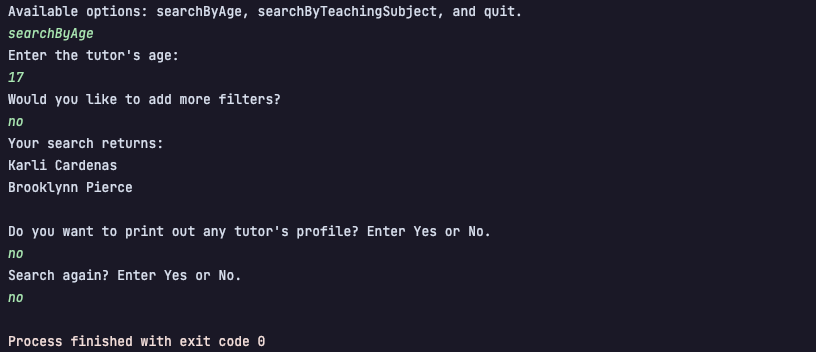 Available options: searchByAge, searchByTeachingSubject, and quit.
searchByAge
Enter the tutor's age:
17
Would you like to add more filters?
no
Your search returns:
Karli Cardenas
Brooklynn Pierce
Do you want to print out any tutor's profile? Enter Yes or No.
no
Search again? Enter Yes or No.
no
Process finished with exit code 0